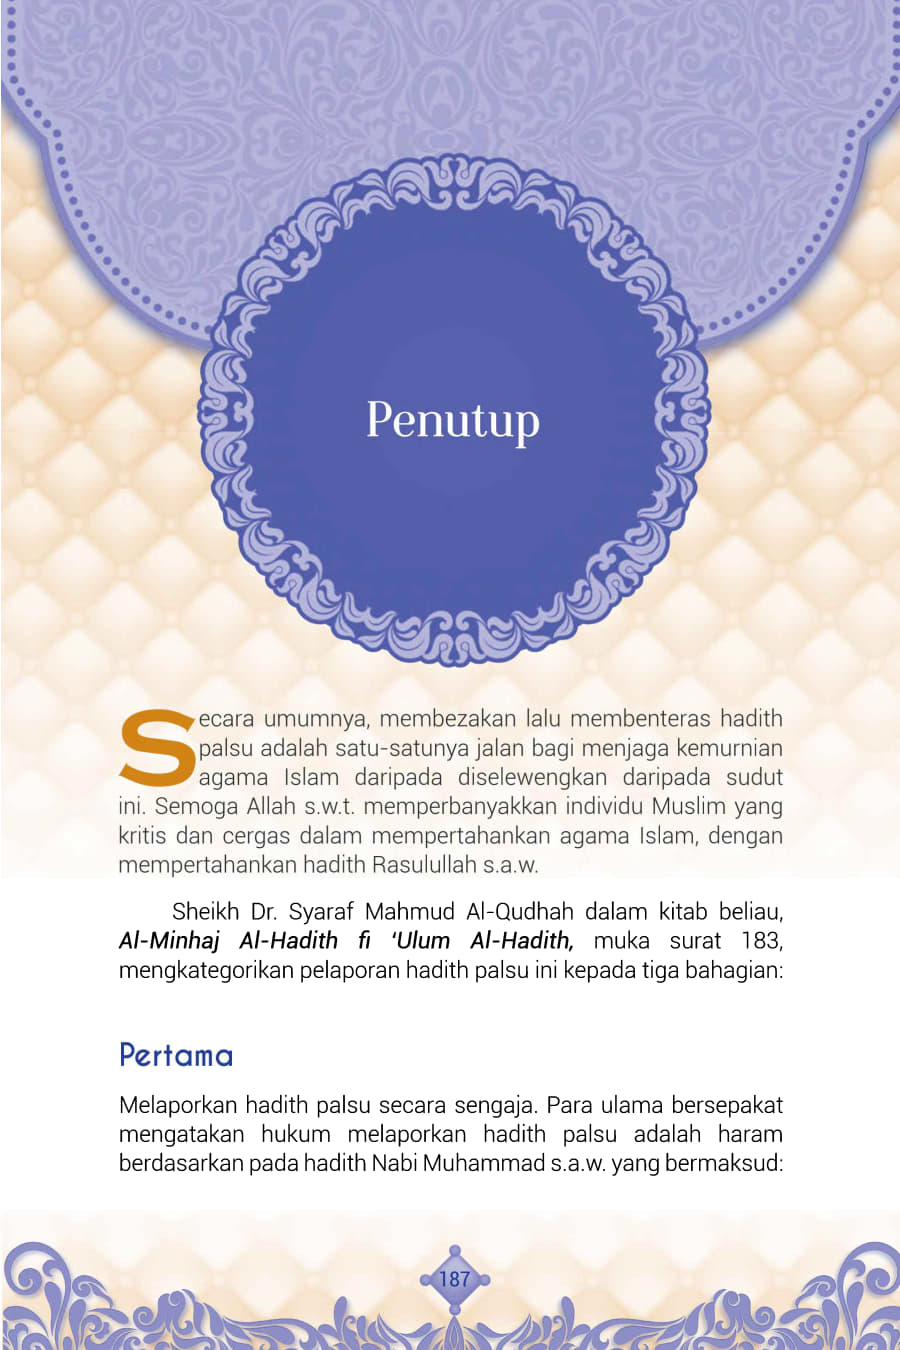 Penutup
Secara umumnya, membezakan lalu membenteras hadith
palsu adalah satu-satunya jalan bagi menjaga kemurnian
agama Islam daripada diselewengkan daripada sudut
ini. Semoga Allah s.w.t. memperbanyakkan individu Muslim yang
kritis dan cergas dalam mempertahankan agama Islam, dengan
mempertahankan hadith Rasulullah s.a.w.
Sheikh Dr. Syaraf Mahmud Al-Qudhah dalam kitab beliau,
Al-Minhaj Al-Hadith fi ‘Ulum Al-Hadith, muka surat 183,
mengkategorikan pelaporan hadith palsu ini kepada tiga bahagian:
Pertama
Melaporkan hadith palsu secara sengaja. Para ulama bersepakat
mengatakan hukum melaporkan hadith palsu adalah haram
berdasarkan pada hadith Nabi Muhammad s.a.w. yang bermaksud:
187